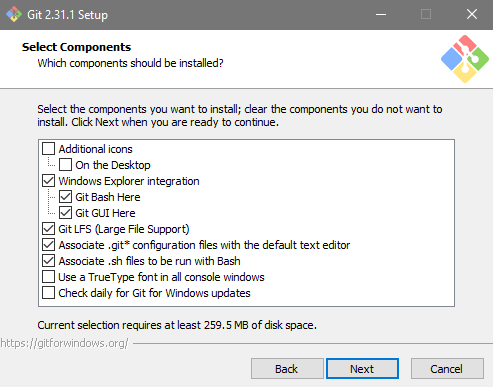 Git 2.31.1 Setup
Select Components
Which components should be installed?
Select the components you want to install; clear the components you do not want to
install. Click Next when you are ready to continue.
Additional icons
On the Desktop
Windows Explorer integration
Git Bash Here
Git GUI Here
Git LFS (Large File Support)
Associate .git* configuration files with the default text editor
Associate .sh files to be run with Bash
Use a TrueType font in all console windows
Check daily for Git for Windows updates
Current selection requires at least 259.5 MB of disk space.
https://gitforwindows.org/
Back
Next
Cancel